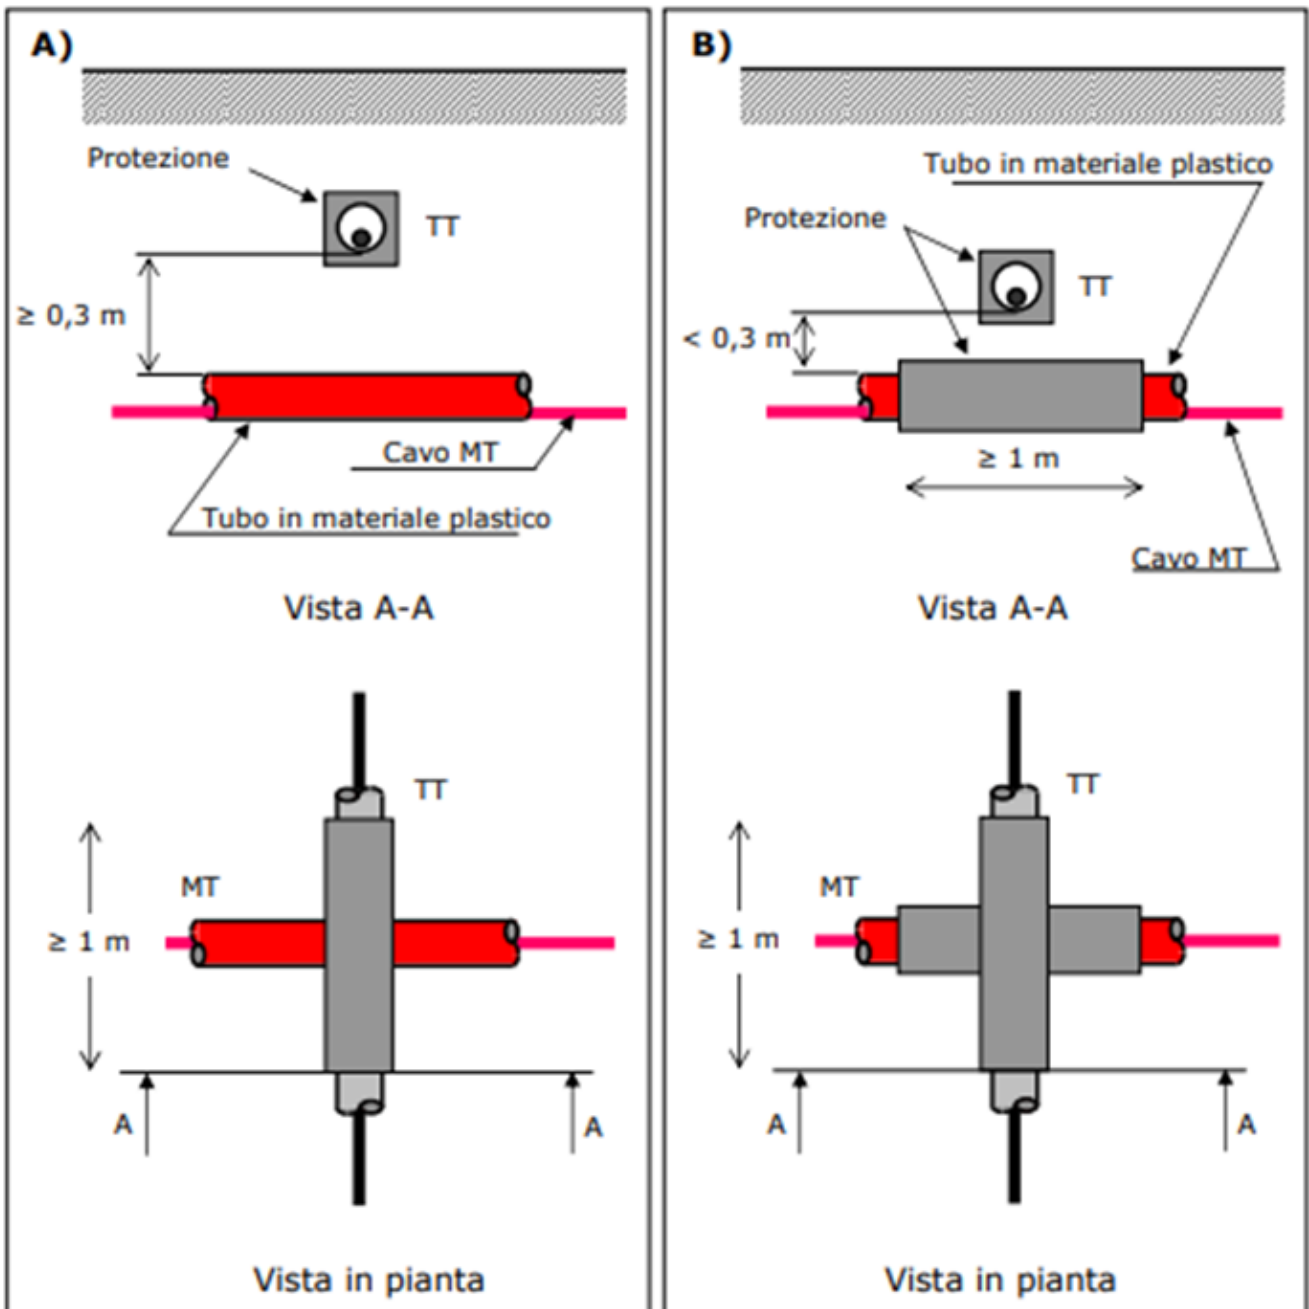 A)
Protezione
TT
≥ 0,3 m
Cavo MT
Tubo in materiale plastico
Vista A-A
TT
MT
≥ 1 m
A
A
Vista in pianta
B)
Tubo in materiale plastico
Protezione
TT
< 0,3 m
≥ 1 m
Cavo MT
Vista A-A
TT
MT
≥ 1 m
A
A
Vista in pianta